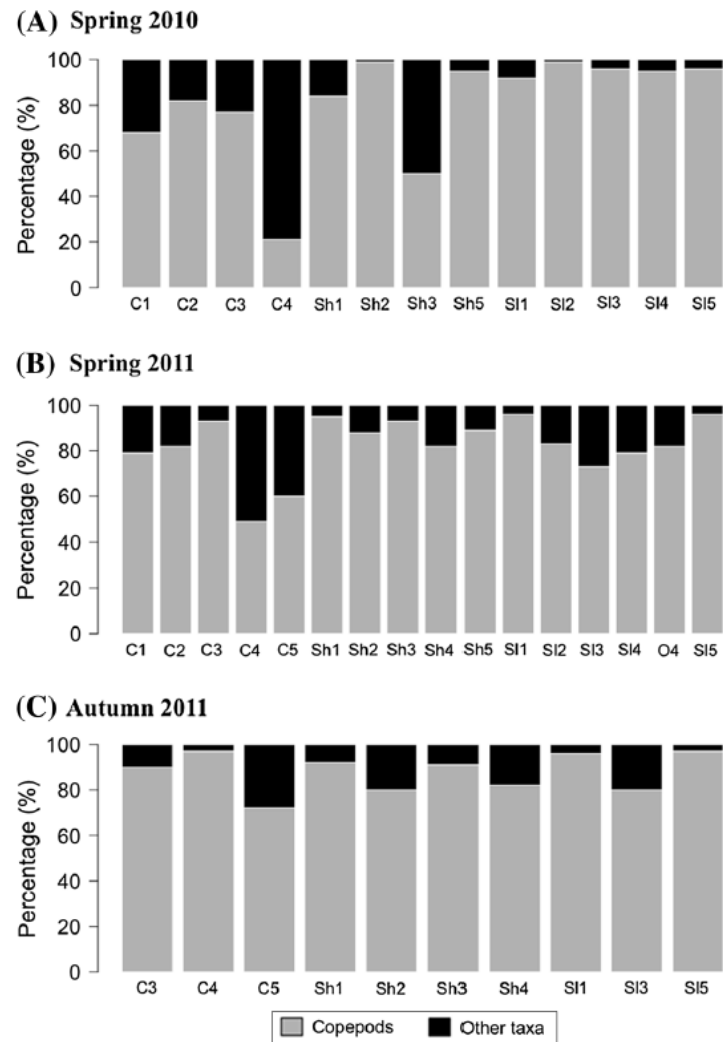 (A) Spring 2010
Percentage (%)
100
80
60
40
20
0
C1 C2 C3 C4 Sh1 Sh2 Sh3 Sh5 Sl1 Sl2 Sl3 Sl4 Sl5
(B) Spring 2011
Percentage (%)
100
80
60
40
20
0
C1 C2 C3 C4 C5 Sh1 Sh2 Sh3 Sh4 Sh5 Sl1 Sl2 Sl3 Sl4 O4 Sl5
(C) Autumn 2011
Percentage (%)
100
80
60
40
20
0
C3 C4 C5 Sh1 Sh2 Sh3 Sh4 Sl1 Sl3 Sl5
Copepods Other taxa